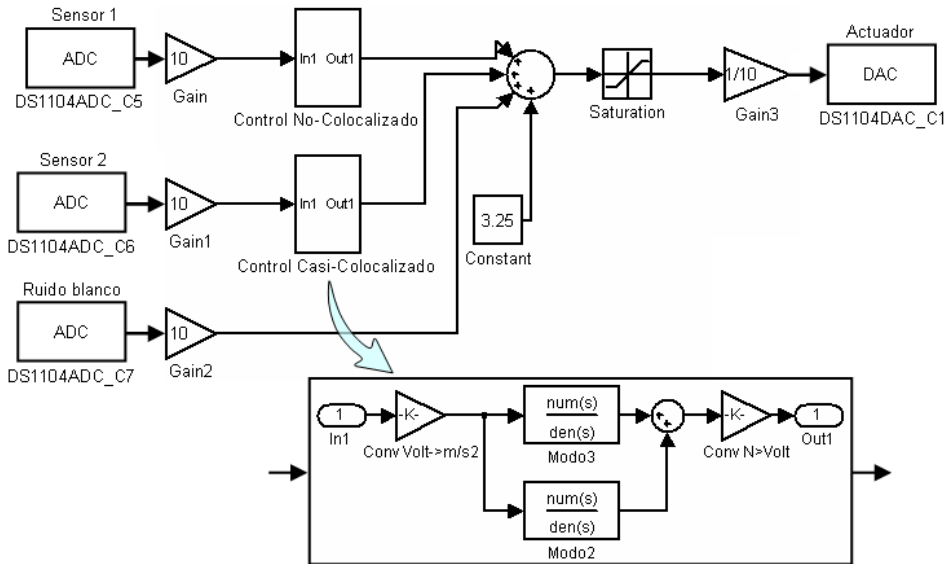 Sensor 1
ADC
DS1104ADC_C5
10
Gain
In1 Out1
Control No-Colocalizado
Saturation
1/10
Gain3
Actuador
DAC
DS1104DAC_C1
Sensor 2
ADC
DS1104ADC_C6
10
Gain1
In1 Out1
Control Casi-Colocalizado
3.25
Constant
Ruido blanco
ADC
DS1104ADC_C7
10
Gain2
1
In1
-K-
Conv Volt->m/s2
num(s)
den(s)
Modo3
num(s)
den(s)
Modo2
-K-
Conv N>Volt
1
Out1